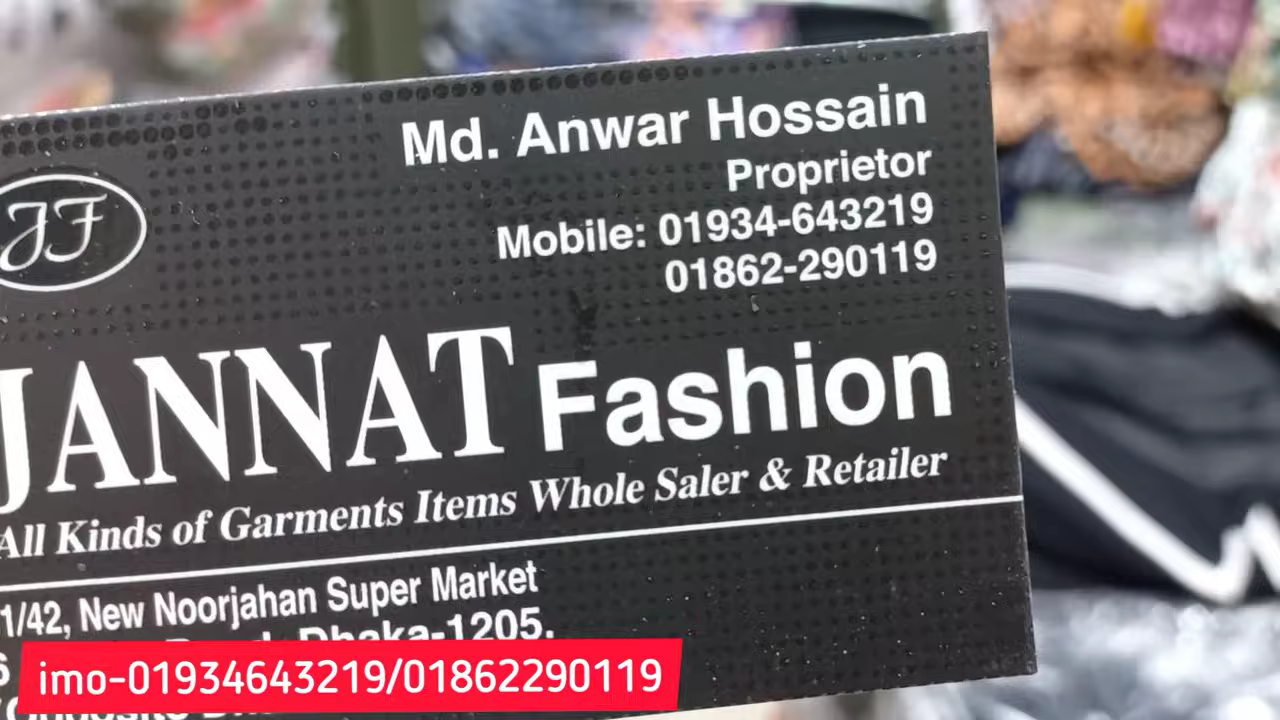 Md. Anwar Hossain
Proprietor
Mobile: 01934-643219
01862-290119
JF
JANNAT Fashion
All Kinds of Garments Items Whole Saler & Retailer
1/42, New Noorjahan Super Market
Dhaka-1205.
imo-01934643219/01862290119